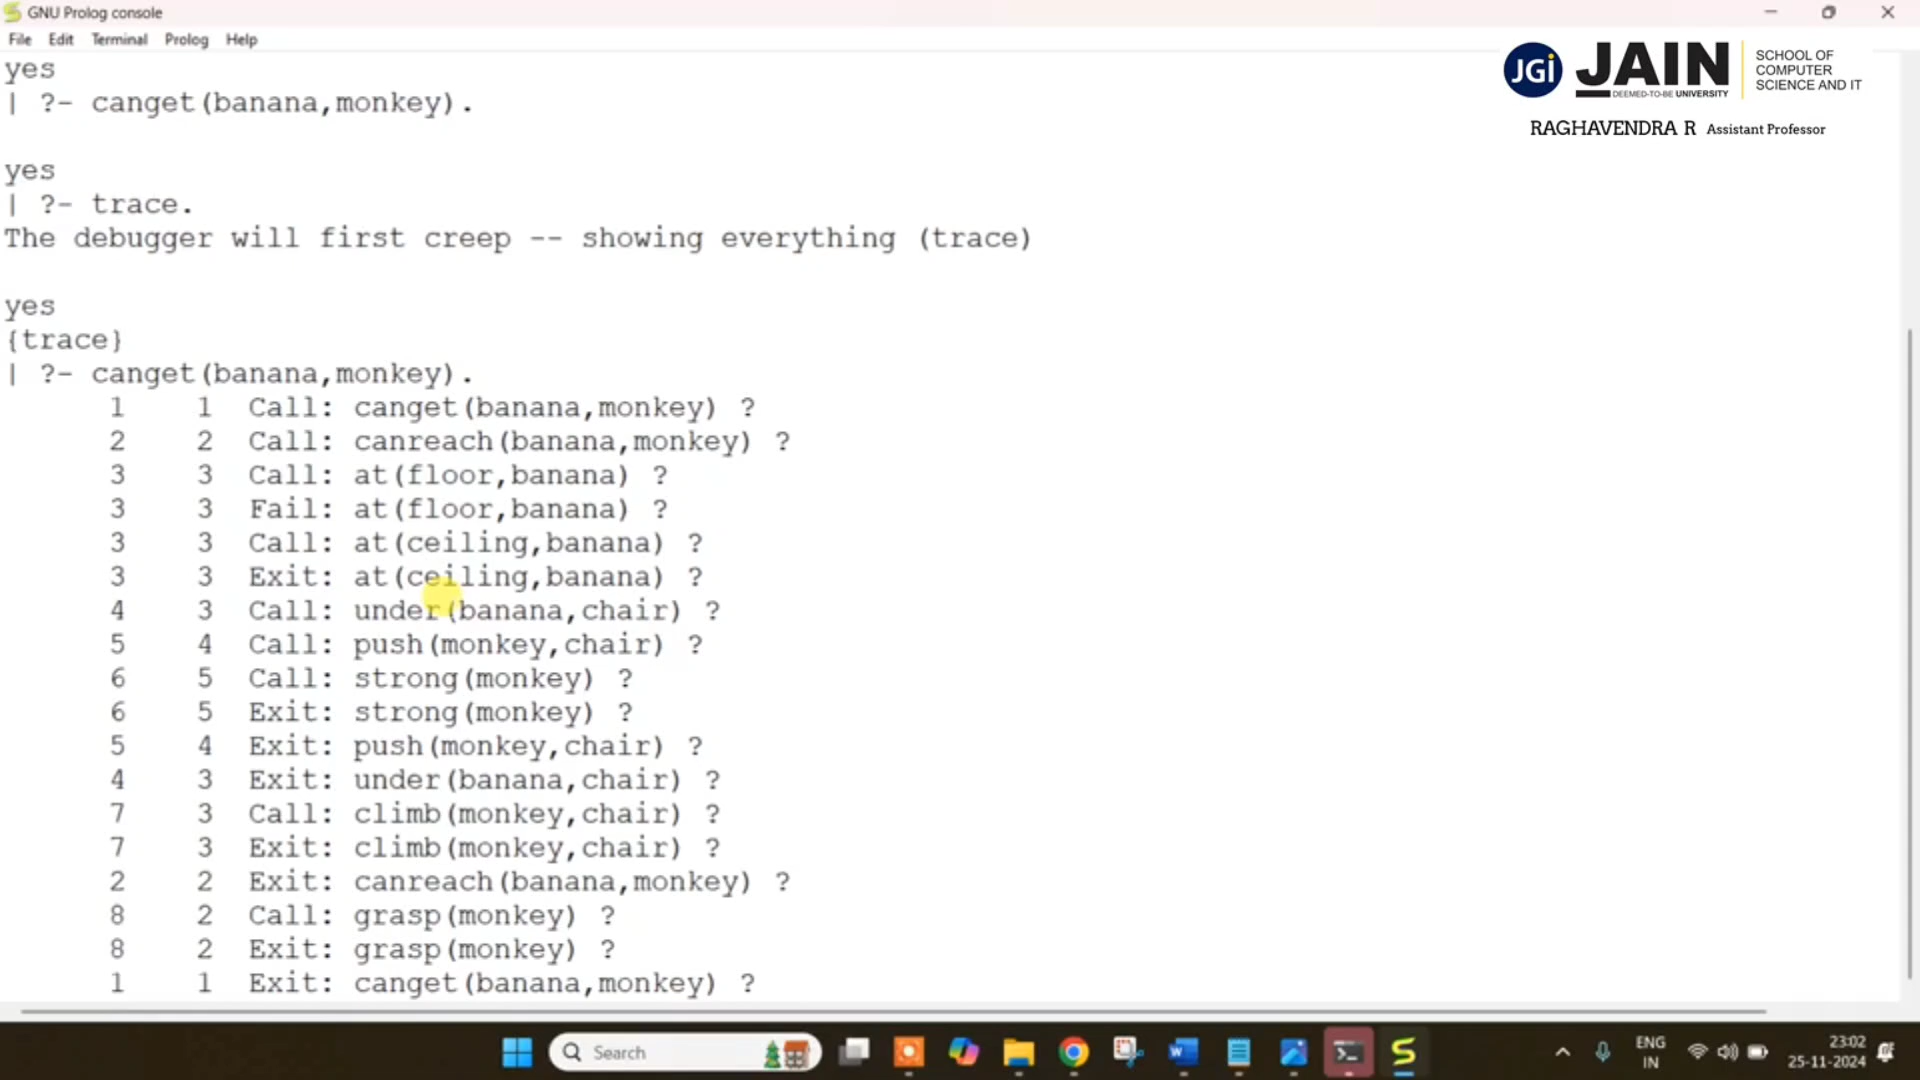 GNU Prolog console
File Edit Terminal Prolog Help
yes
| ?- canget(banana,monkey).
yes
| ?- trace.
The debugger will first creep -- showing everything (trace)
yes
{trace}
| ?- canget(banana,monkey).
1 1 Call: canget(banana,monkey) ?
2 2 Call: canreach(banana,monkey) ?
3 3 Call: at(floor,banana) ?
3 3 Fail: at(floor,banana) ?
3 3 Call: at(ceiling,banana) ?
3 3 Exit: at(ceiling,banana) ?
4 3 Call: under(banana,chair) ?
5 4 Call: push(monkey,chair) ?
6 5 Call: strong(monkey) ?
6 5 Exit: strong(monkey) ?
5 4 Exit: push(monkey,chair) ?
4 3 Exit: under(banana,chair) ?
7 3 Call: climb(monkey,chair) ?
7 3 Exit: climb(monkey,chair) ?
2 2 Exit: canreach(banana,monkey) ?
8 2 Call: grasp(monkey) ?
8 2 Exit: grasp(monkey) ?
1 1 Exit: canget(banana,monkey) ?
JGi JAIN
DEEMED-TO-BE UNIVERSITY
SCHOOL OF
COMPUTER
SCIENCE AND IT
RAGHAVENDRA R Assistant Professor
Search
ENG
IN
23:02
25-11-2024